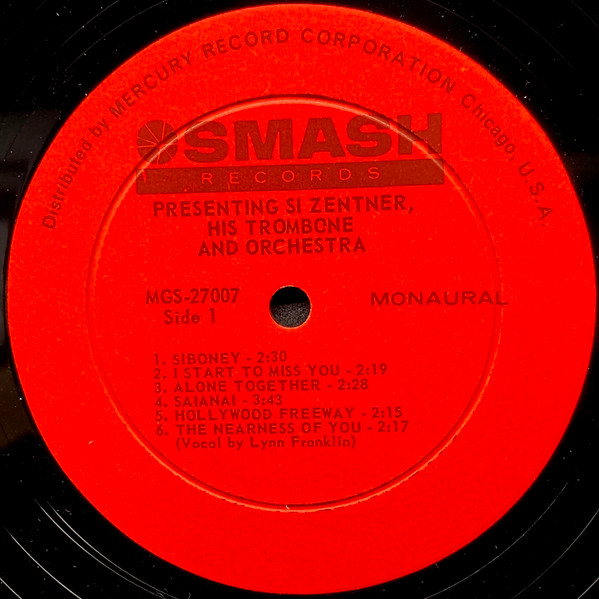 Distributed by MERCURY RECORD CORPORATION Chicago, U.S.A.
SMASH
RECORDS
PRESENTING SI ZENTNER,
HIS TROMBONE
AND ORCHESTRA
MGS-27007 MONAURAL
Side 1
1. SIBONEY - 2:30
2. I START TO MISS YOU - 2:19
3. ALONE TOGETHER - 2:28
4. SAIANAI - 3:43
5. HOLLYWOOD FREEWAY - 2:15
6. THE NEARNESS OF YOU - 2:17
(Vocal by Lynn Franklin)